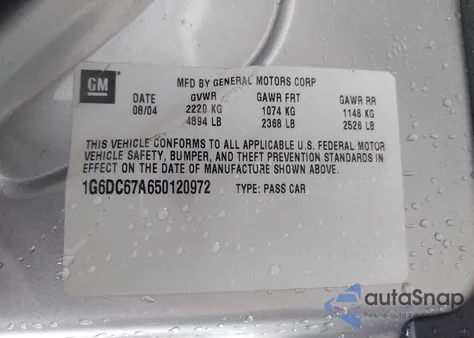 GM
MFD BY GENERAL MOTORS CORP
DATE GVWR GAWR FRT GAWR RR
08/04 2220 KG 1074 KG 1146 KG
4894 LB 2368 LB 2526 LB
THIS VEHICLE CONFORMS TO ALL APPLICABLE U.S. FEDERAL MOTOR
VEHICLE SAFETY, BUMPER, AND THEFT PREVENTION STANDARDS IN
EFFECT ON THE DATE OF MANUFACTURE SHOWN ABOVE.
1G6DC67A650120972 TYPE: PASS CAR
autoSnap